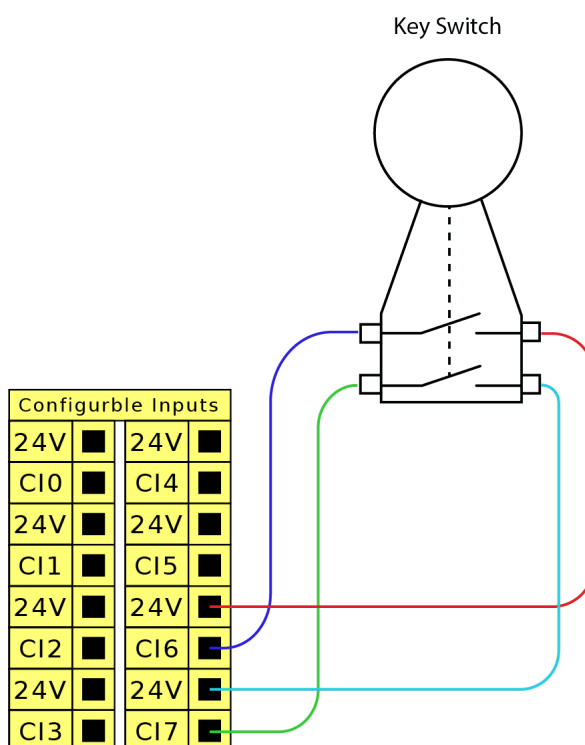 Key Switch
Configurble Inputs
24V 24V
CI0 CI4
24V 24V
CI1 CI5
24V 24V
CI2 CI6
24V 24V
CI3 CI7